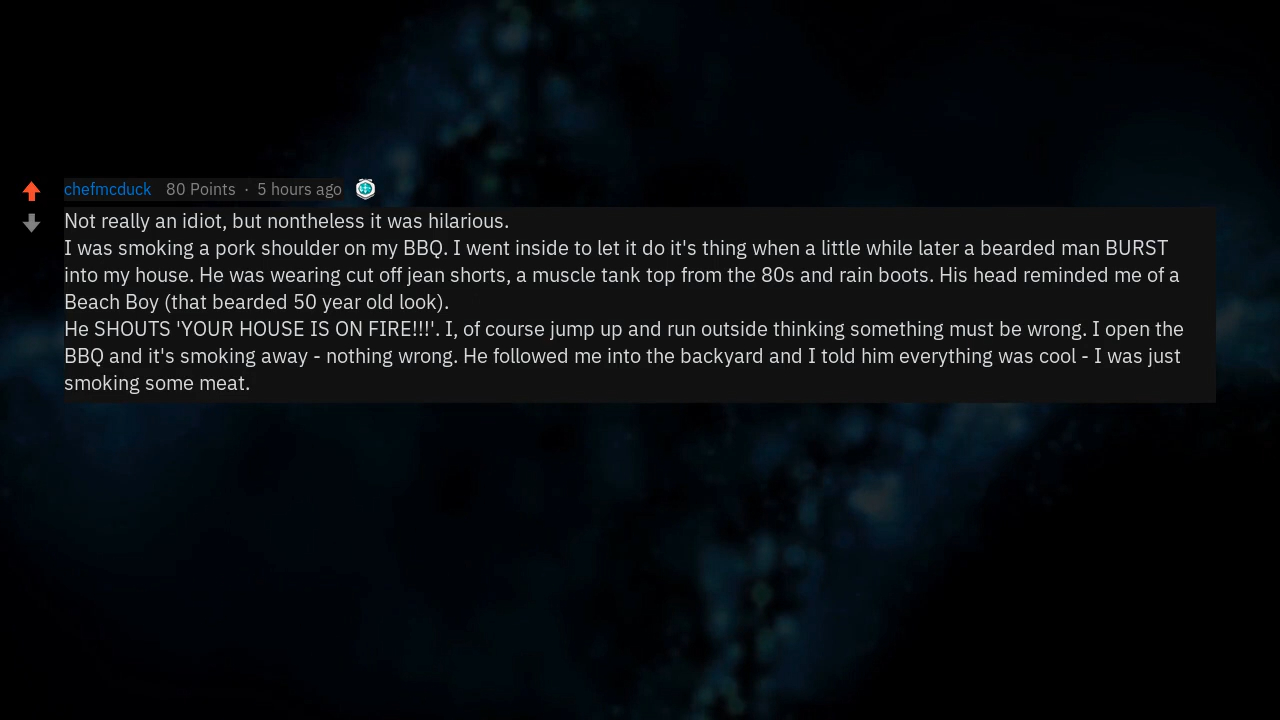 chefmcduck 80 Points · 5 hours ago
Not really an idiot, but nontheless it was hilarious.
I was smoking a pork shoulder on my BBQ. I went inside to let it do it's thing when a little while later a bearded man BURST
into my house. He was wearing cut off jean shorts, a muscle tank top from the 80s and rain boots. His head reminded me of a
Beach Boy (that bearded 50 year old look).
He SHOUTS 'YOUR HOUSE IS ON FIRE!!!'. I, of course jump up and run outside thinking something must be wrong. I open the
BBQ and it's smoking away - nothing wrong. He followed me into the backyard and I told him everything was cool - I was just
smoking some meat.